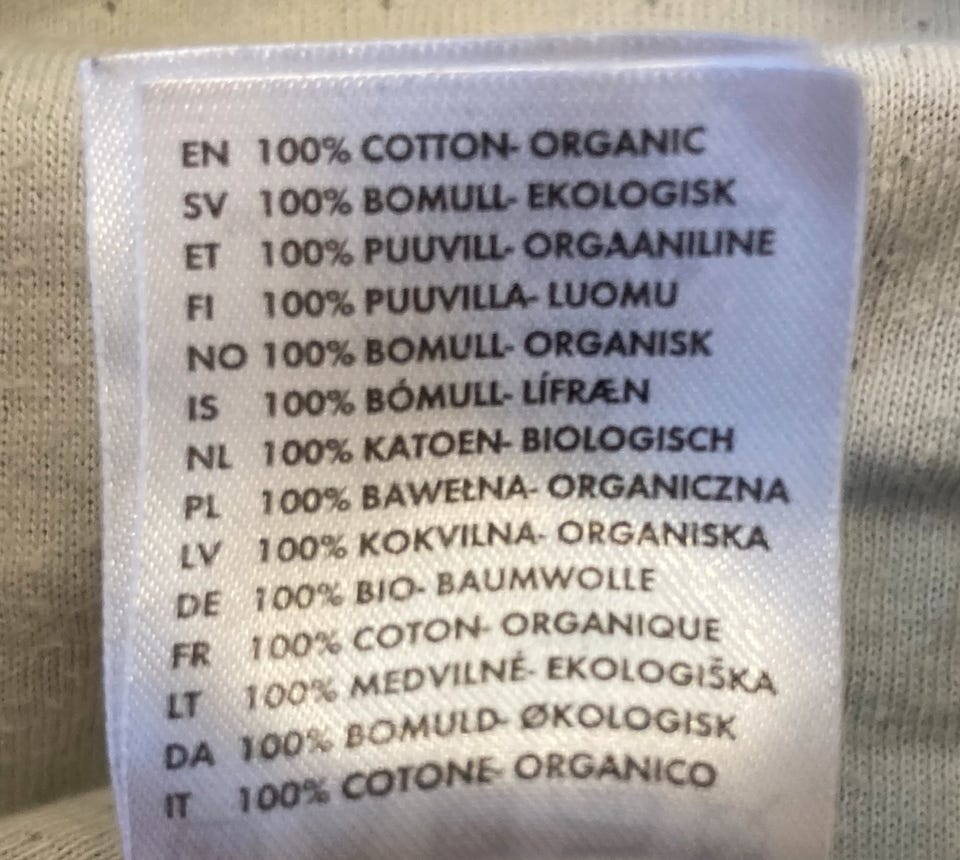 EN 100% COTTON- ORGANIC
SV 100% BOMULL- EKOLOGISK
ET 100% PUUVILL- ORGAANILINE
FI 100% PUUVILLA- LUOMU
NO 100% BOMULL- ORGANISK
IS 100% BÓMULL- LÍFRÆN
NL 100% KATOEN- BIOLOGISCH
PL 100% BAWEŁNA- ORGANICZNA
LV 100% KOKVILNA- ORGANISKA
DE 100% BIO- BAUMWOLLE
FR 100% COTON- ORGANIQUE
LT 100% MEDVILNĖ- EKOLOGIŠKA
DA 100% BOMULD- ØKOLOGISK
IT 100% COTONE- ORGANICO